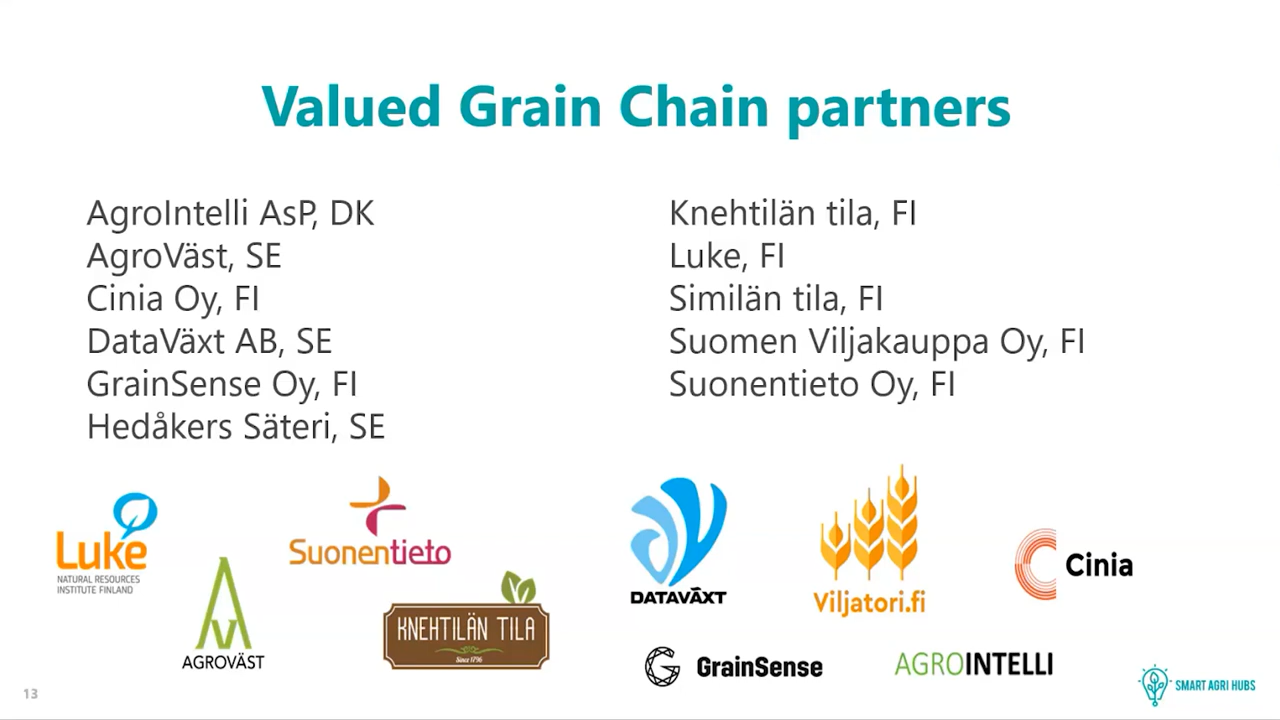 Valued Grain Chain partners
AgroIntelli AsP, DK
AgroVäst, SE
Cinia Oy, FI
DataVäxt AB, SE
GrainSense Oy, FI
Hedåkers Säteri, SE
Knehtilän tila, FI
Luke, FI
Similän tila, FI
Suomen Viljakauppa Oy, FI
Suonentieto Oy, FI
Luke
NATURAL RESOURCES
INSTITUTE FINLAND
AGROVÄST
Suonentieto
KNEHTILÄN TILA
Since 1796
DATAVÄXT
Viljatori.fi
Cinia
GrainSense
AGROINTELLI
13
SMART AGRI HUBS